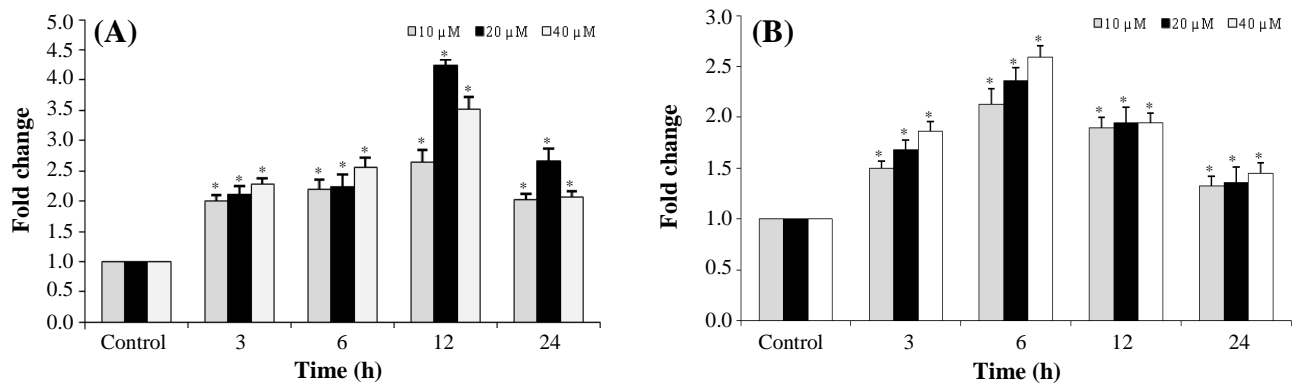 (A)
10 μM 20 μM 40 μM
Fold change
5.0
4.5
4.0
3.5
3.0
2.5
2.0
1.0
0.5
0.0
* * * * * * * * * * * *
Control 3 6 12 24
Time (h)
(B)
10 μM 20 μM 40 μM
Fold change
3.0
2.5
2.0
1.5
1.0
0.5
0.0
* * * * * * * * * * * *
Control 3 6 12 24
Time (h)